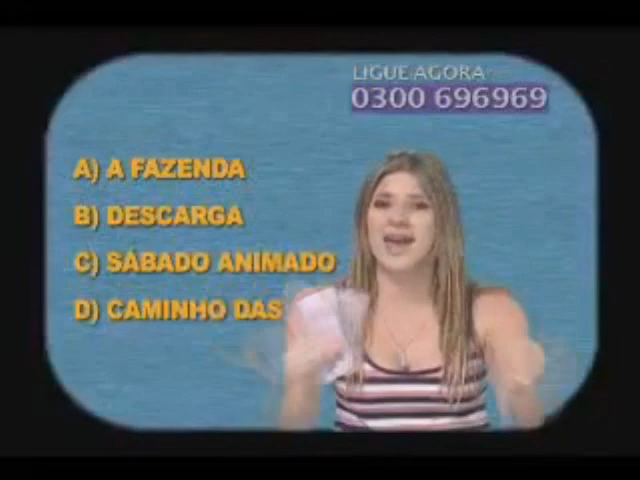 LIGUE AGORA:
0300 696969
A) A FAZENDA
B) DESCARGA
C) SÁBADO ANIMADO
D) CAMINHO DAS